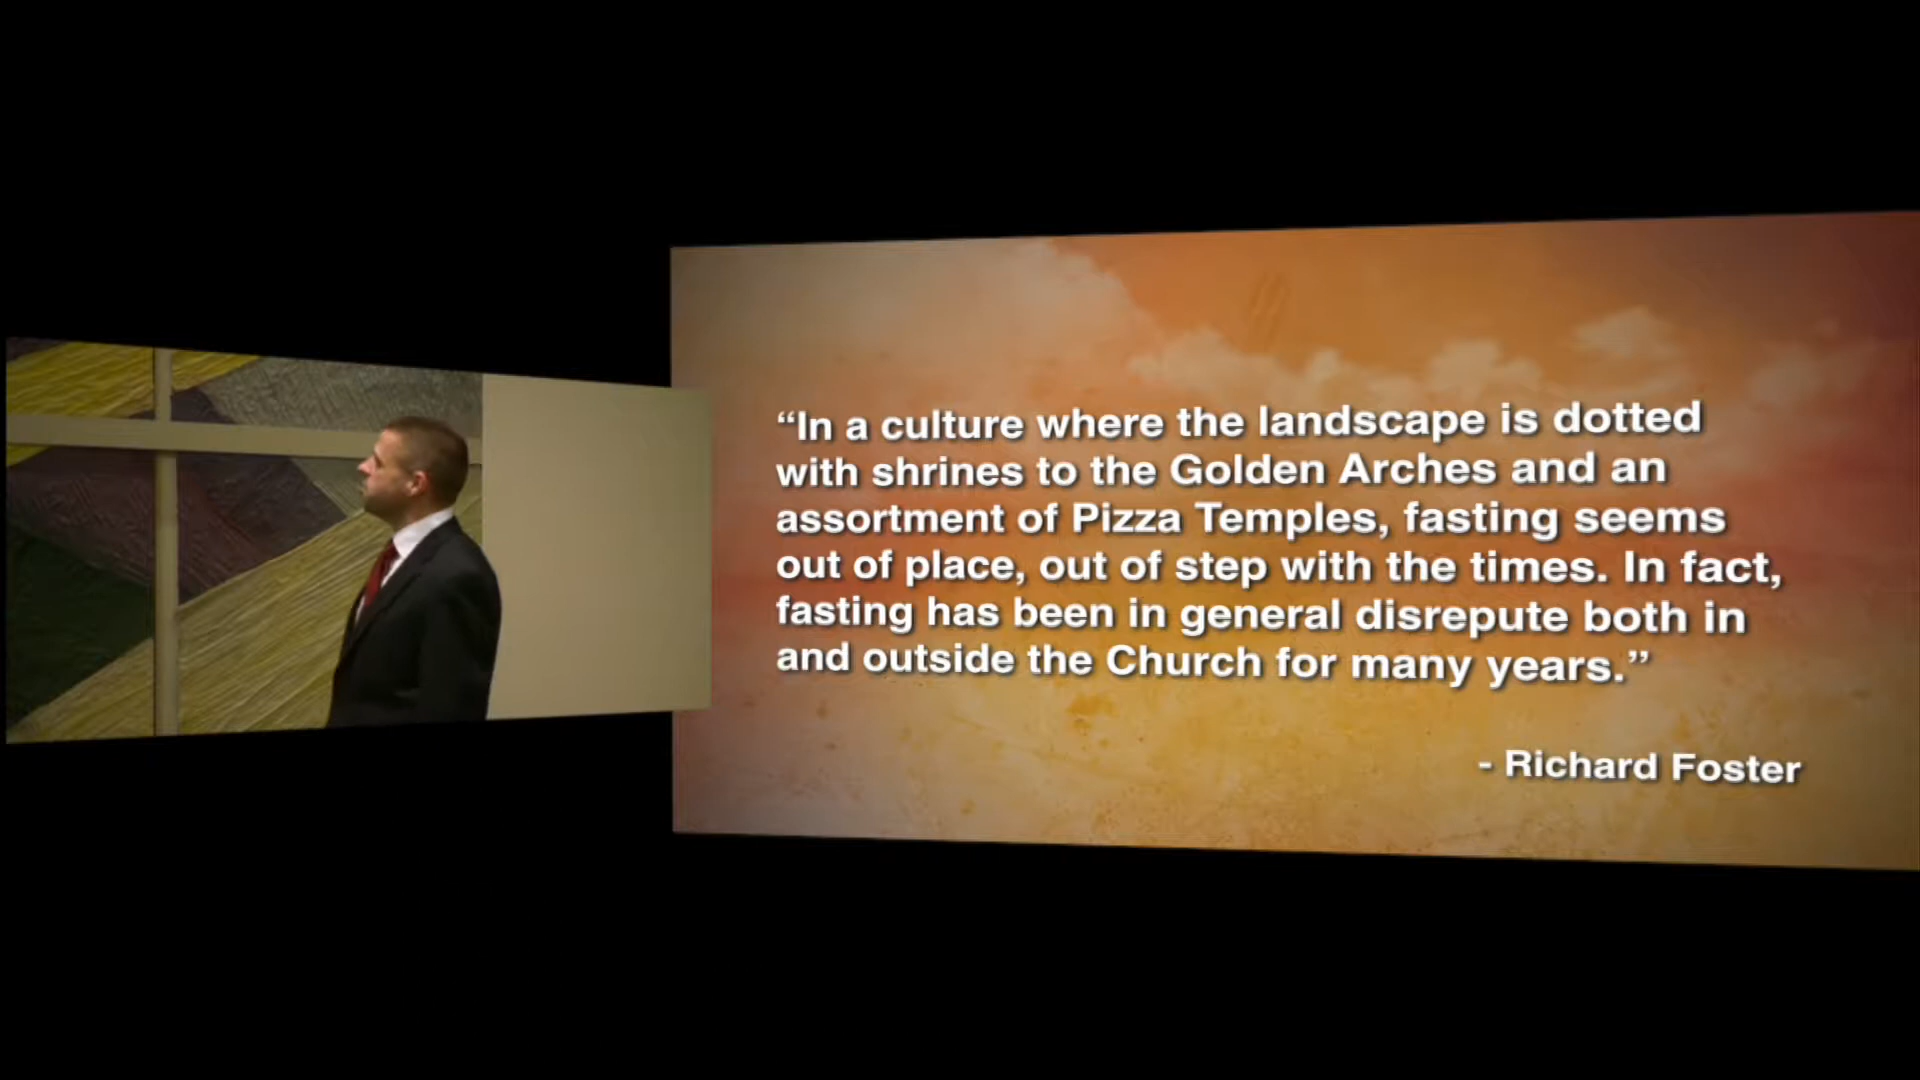 “In a culture where the landscape is dotted
with shrines to the Golden Arches and an
assortment of Pizza Temples, fasting seems
out of place, out of step with the times. In fact,
fasting has been in general disrepute both in
and outside the Church for many years.”
- Richard Foster